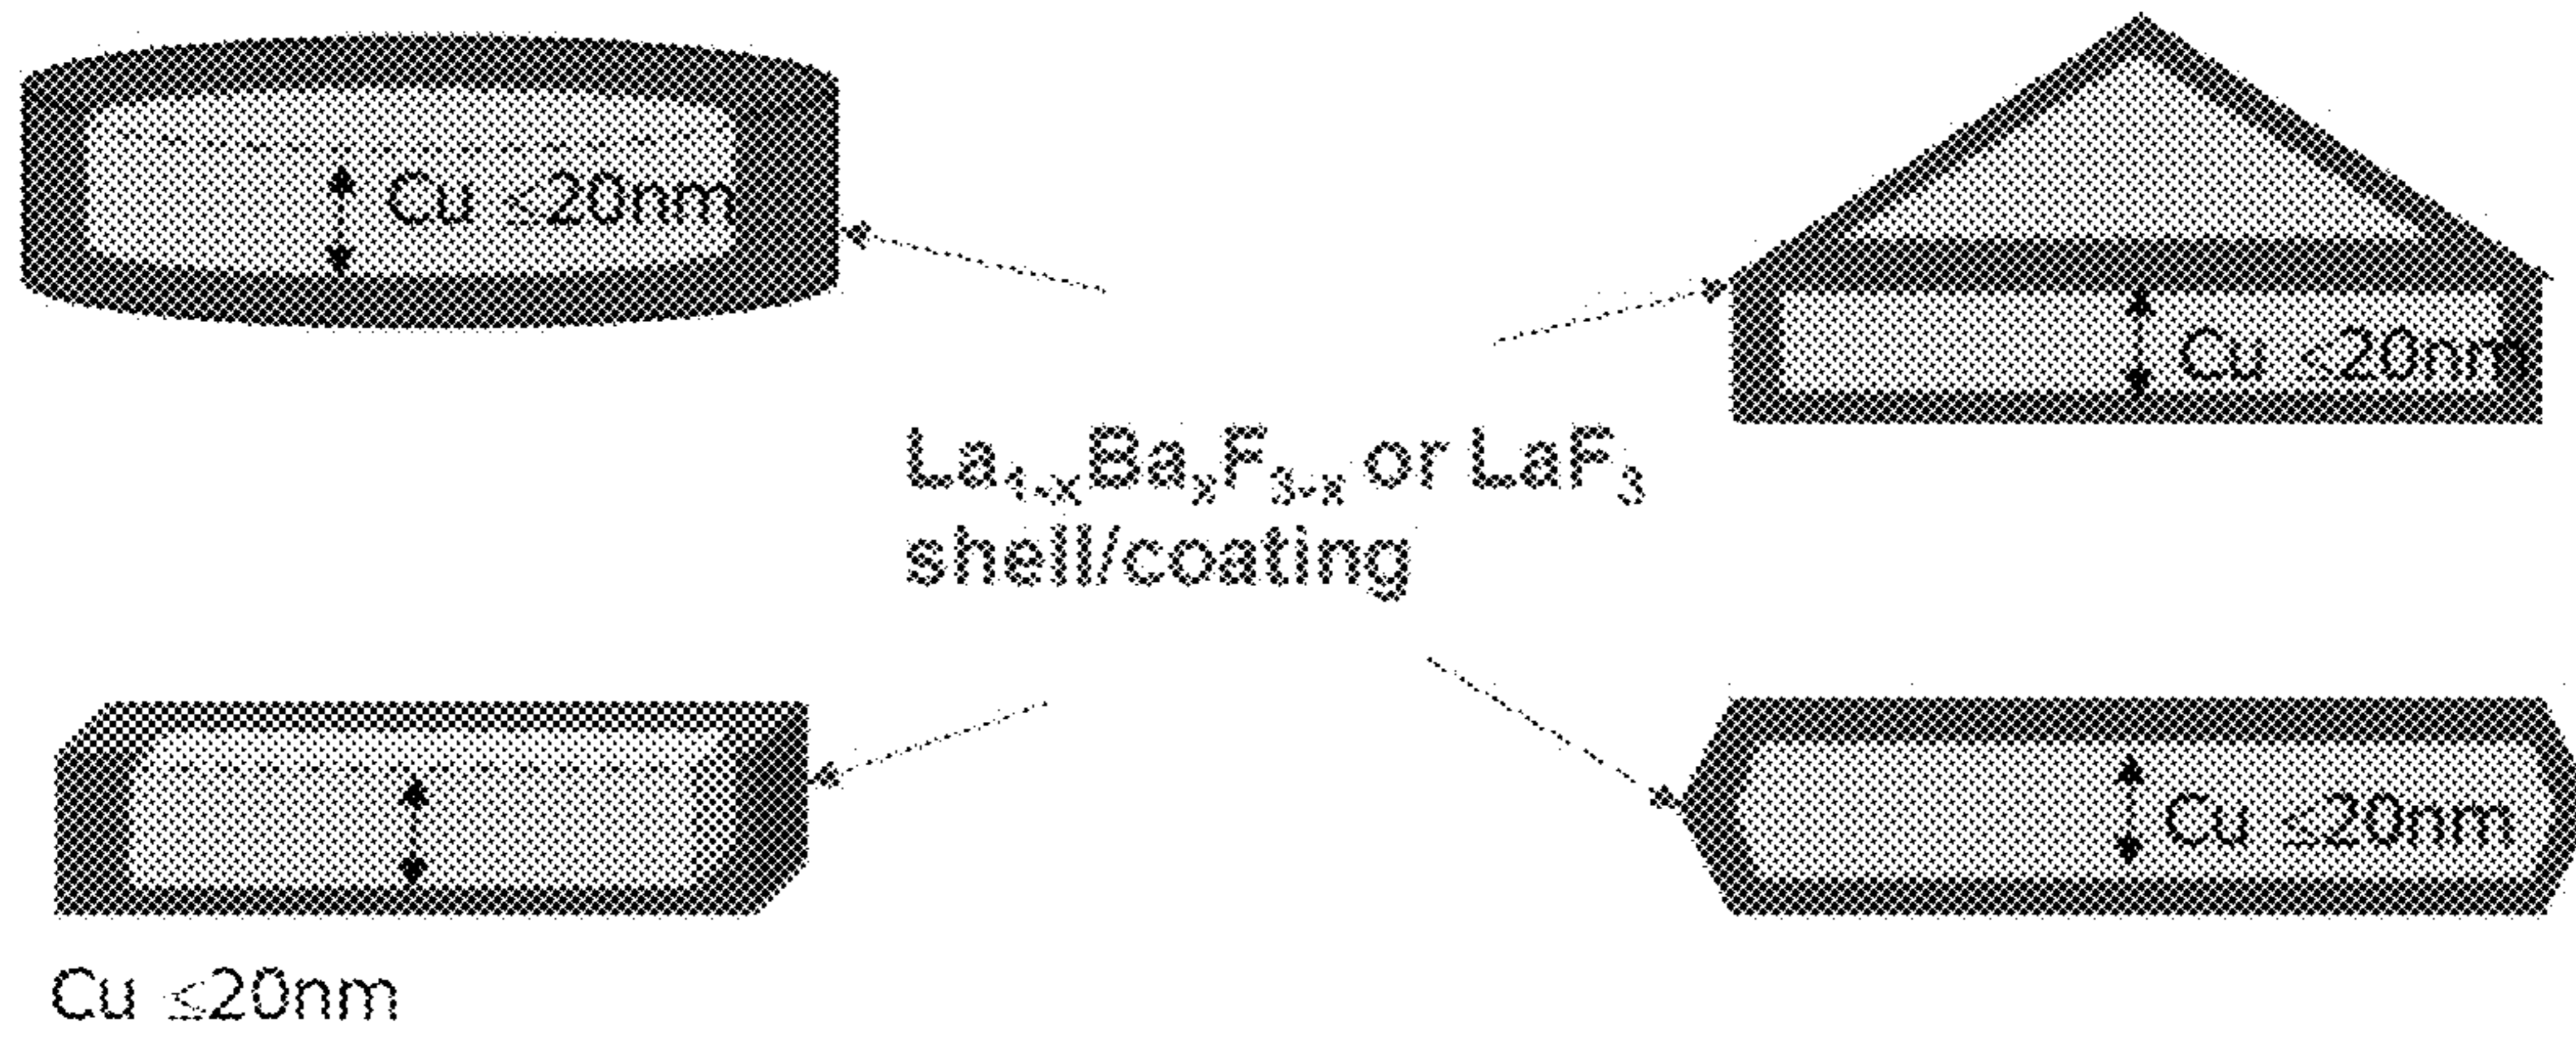 Cu ≤20nm
Cu ≤20nm
La₁₋ₓBaₓF₃₋ₓ or LaF₃
shell/coating
Cu ≤20nm
Cu ≤20nm